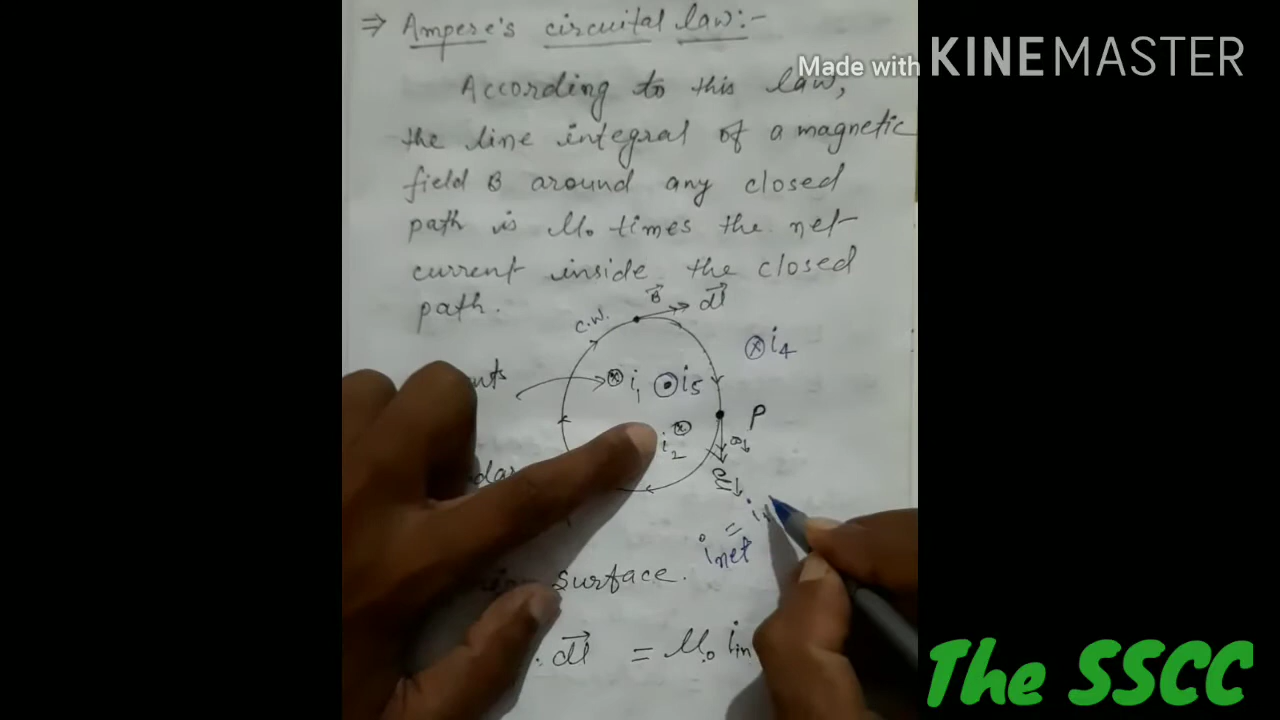 ⇒ Ampere's circuital law:-
Made with KINEMASTER
According to this law,
the line integral of a magnetic
field B around any closed
path is μ₀ times the net
current inside the closed
path.
C.W.
B⃗
dl⃗
⊗ i₄
i₁
i₅
P
i₂
B⃗
dl⃗
i net =
surface.
. dl⃗ = μ₀ i in
The SSCC